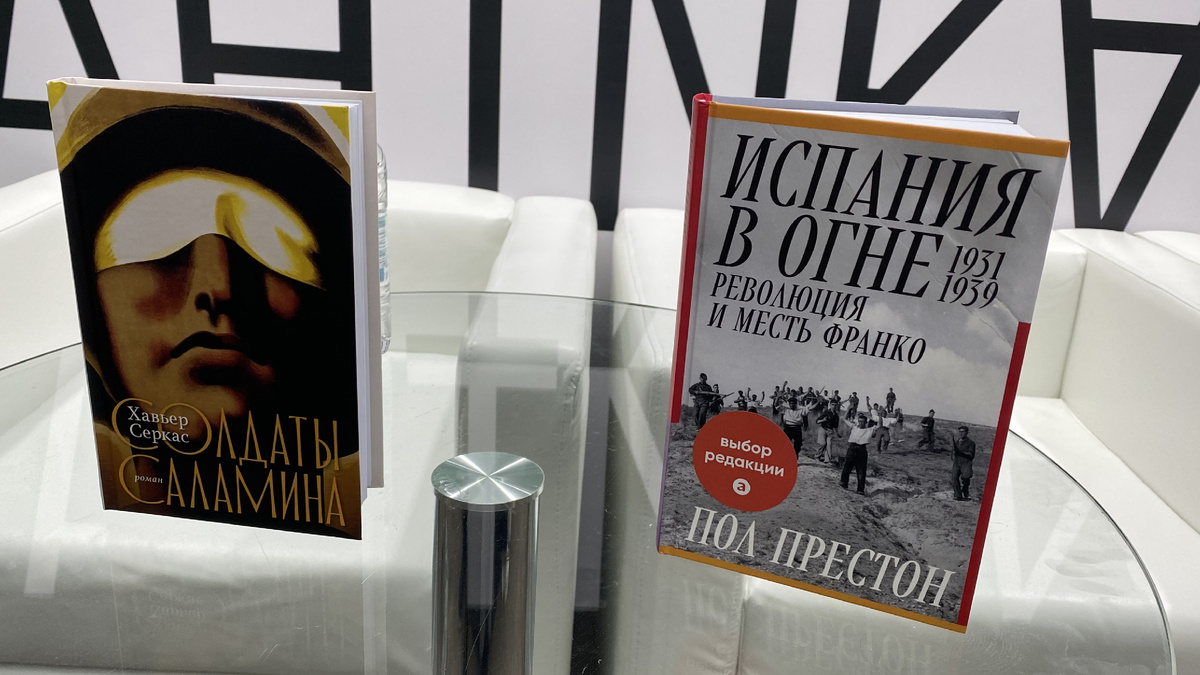 Хавьер
Серкас
СОЛДАТЫ
роман
САЛАМИНА
ИСПАНИЯ
В ОГНЕ
1931
1939
РЕВОЛЮЦИЯ
И МЕСТЬ ФРАНКО
выбор
редакции
а
ПОЛ ПРЕСТОН